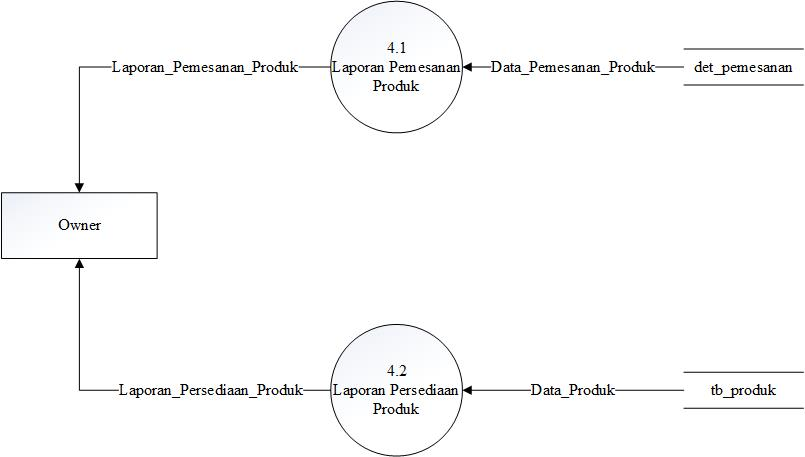 4.1
Laporan Pemesanan
Produk
Laporan_Pemesanan_Produk
Data_Pemesanan_Produk
det_pemesanan
Owner
4.2
Laporan Persediaan
Produk
Laporan_Persediaan_Produk
Data_Produk
tb_produk